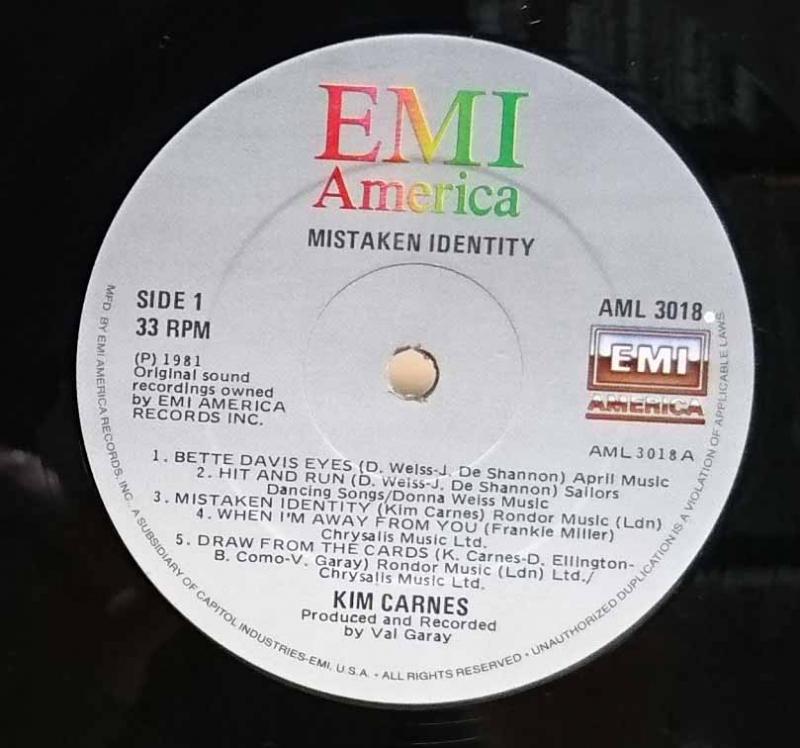 EMI
America
MISTAKEN IDENTITY
SIDE 1
33 RPM
(P) 1981
Original sound
recordings owned
by EMI AMERICA
RECORDS INC.
AML 3018
EMI
AMERICA
AML 3018 A
1. BETTE DAVIS EYES (D. Weiss-J. De Shannon) April Music
2. HIT AND RUN (D. Weiss-J. De Shannon) Sailors
Dancing Songs/Donna Weiss Music
3. MISTAKEN IDENTITY (Kim Carnes) Rondor Music (Ldn)
4. WHEN I'M AWAY FROM YOU (Frankie Miller)
Chrysalis Music Ltd.
5. DRAW FROM THE CARDS (K. Carnes-D. Ellington-
B. Como-V. Garay) Rondor Music (Ldn) Ltd./
Chrysalis Music Ltd.
KIM CARNES
Produced and Recorded
by Val Garay
MFD. BY EMI AMERICA RECORDS, INC. A SUBSIDIARY OF CAPITOL INDUSTRIES-EMI, U.S.A. • ALL RIGHTS RESERVED • UNAUTHORIZED DUPLICATION IS A VIOLATION OF APPLICABLE LAWS.